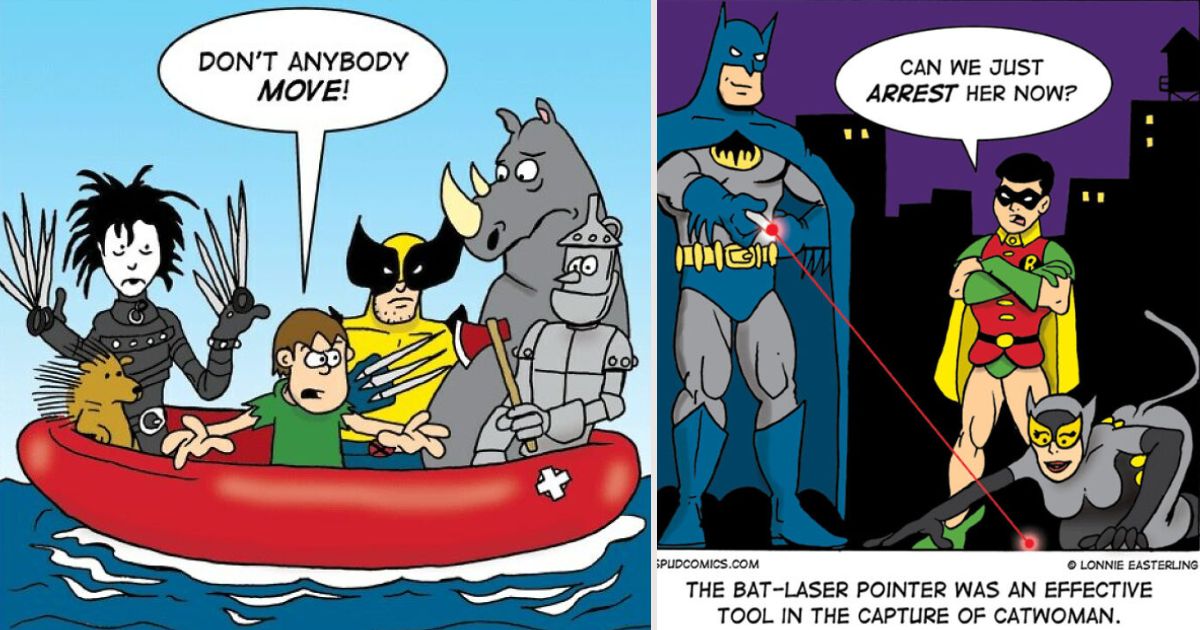 DON'T ANYBODY
MOVE!
CAN WE JUST
ARREST HER NOW?
R
SPUDCOMICS.COM
© LONNIE EASTERLING
THE BAT-LASER POINTER WAS AN EFFECTIVE
TOOL IN THE CAPTURE OF CATWOMAN.